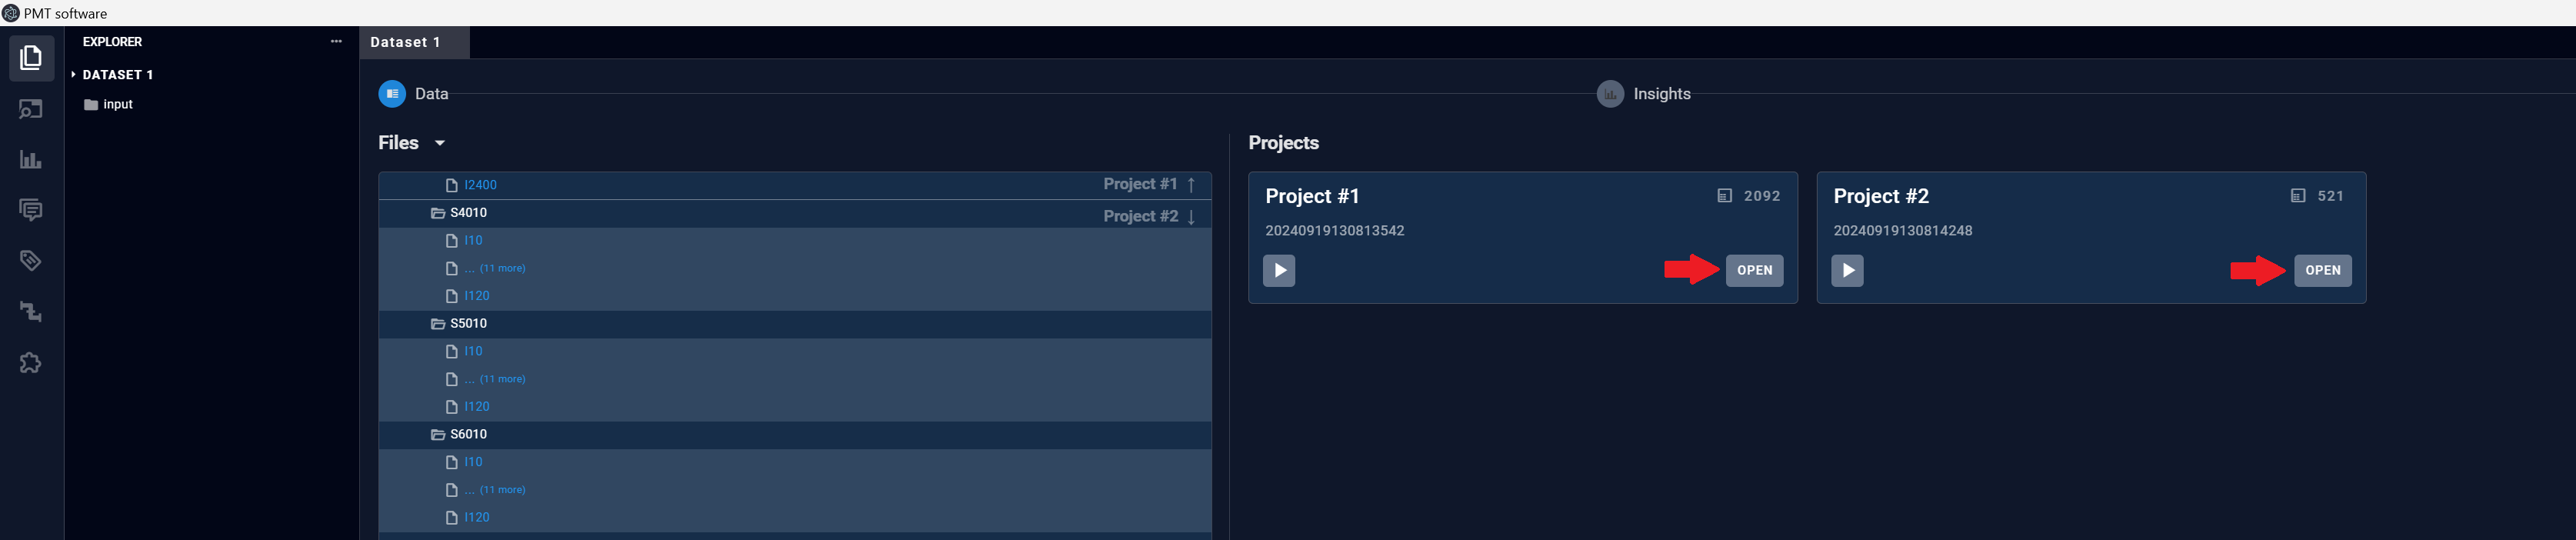 PMT software
EXPLORER
DATASET 1
input
Dataset 1
Data
Insights
Files
I2400
Project #1 ↑
S4010
Project #2 ↓
I10
... (11 more)
I120
S5010
I10
... (11 more)
I120
S6010
I10
... (11 more)
I120
Projects
Project #1
2092
20240919130813542
OPEN
Project #2
521
20240919130814248
OPEN